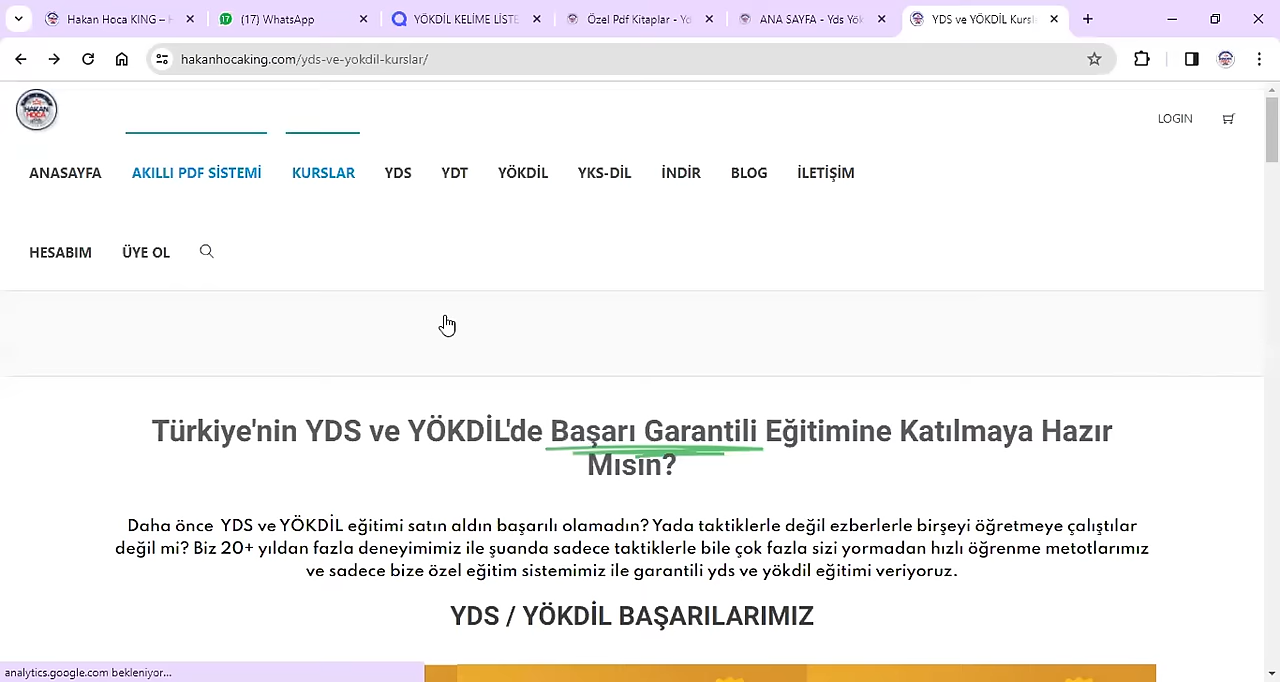 Hakan Hoca KING –
(17) WhatsApp
YÖKDİL KELİME LİSTE
Özel Pdf Kitaplar - Yd
ANA SAYFA - Yds Yök
YDS ve YÖKDİL Kursl
hakanhocaking.com/yds-ve-yokdil-kurslar/
HAKAN
HOCA
LOGIN
ANASAYFA AKILLI PDF SİSTEMİ KURSLAR YDS YDT YÖKDİL YKS-DİL İNDİR BLOG İLETİŞİM
HESABIM ÜYE OL
Türkiye'nin YDS ve YÖKDİL'de Başarı Garantili Eğitimine Katılmaya Hazır
Mısın?
Daha önce YDS ve YÖKDİL eğitimi satın aldın başarılı olamadın? Yada taktiklerle değil ezberlerle birşeyi öğretmeye çalıştılar
değil mi? Biz 20+ yıldan fazla deneyimimiz ile şuanda sadece taktiklerle bile çok fazla sizi yormadan hızlı öğrenme metotlarımız
ve sadece bize özel eğitim sistemimiz ile garantili yds ve yökdil eğitimi veriyoruz.
YDS / YÖKDİL BAŞARILARIMIZ
analytics.google.com bekleniyor...